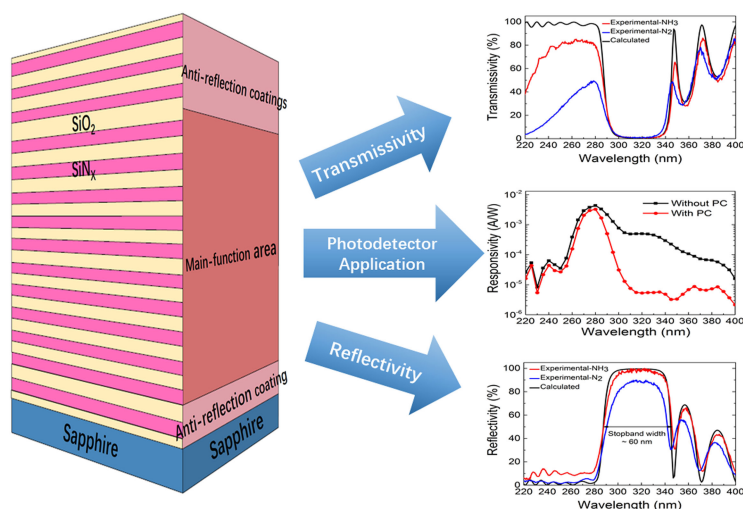 Anti-reflection coatings
SiO2
SiNX
Main-function area
Anti-reflection coating
Sapphire
Sapphire
Transmissivity
Photodetector
Application
Reflectivity
Transmissivity (%)
100
80
60
40
20
0
Experimental-NH3
Experimental-N2
Calculated
220 240 260 280 300 320 340 360 380 400
Wavelength (nm)
Responsivity (A/W)
10-2
10-3
10-4
10-5
10-6
Without PC
With PC
220 240 260 280 300 320 340 360 380 400
Wavelength (nm)
Reflectivity (%)
100
80
60
40
20
0
Experimental-NH3
Experimental-N2
Calculated
Stopband width
~ 60 nm
220 240 260 280 300 320 340 360 380 400
Wavelength (nm)